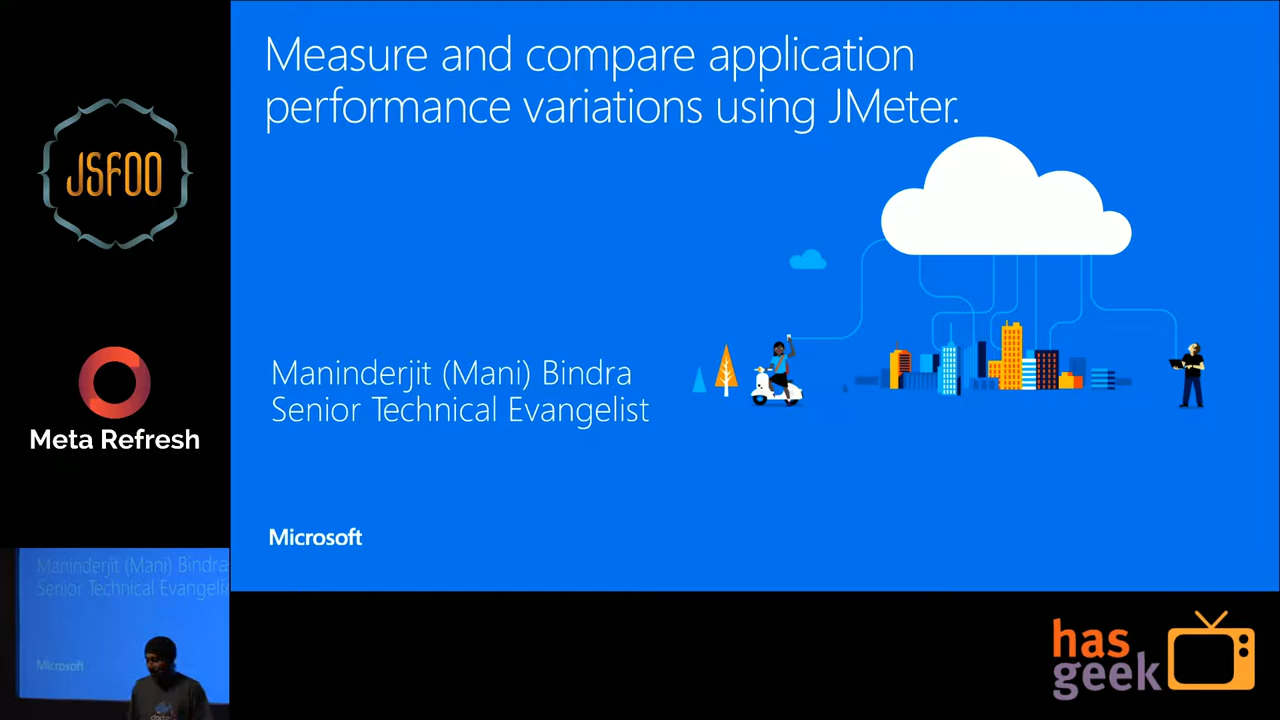 Measure and compare application
performance variations using JMeter.
JSFOO
Maninderjit (Mani) Bindra
Senior Technical Evangelist
Meta Refresh
Microsoft
Maninderjit (Mani) Bindra
Senior Technical Evangelis
Microsoft
has
geek